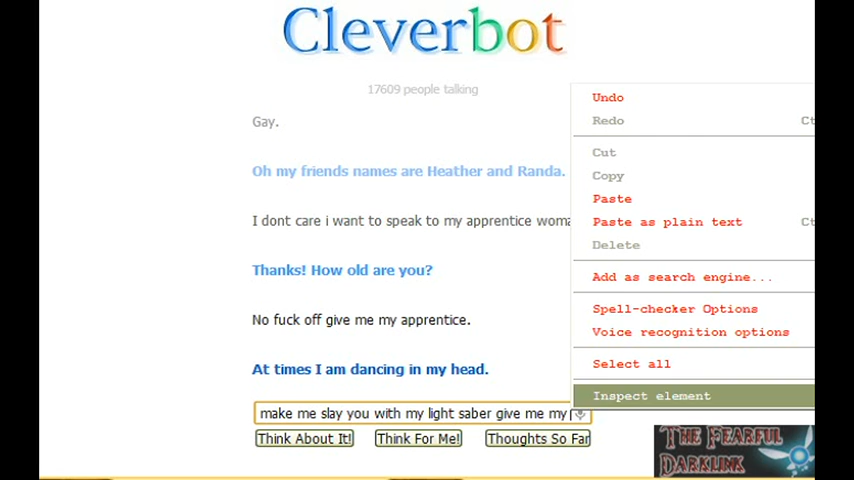 Cleverbot
17609 people talking
Gay.
Oh my friends names are Heather and Randa.
I dont care i want to speak to my apprentice
Thanks! How old are you?
No fuck off give me my apprentice.
At times I am dancing in my head.
make me slay you with my light saber give me my
Think About It!
Think For Me!
Thoughts So Far
Undo
Redo
Cut
Copy
Paste
Paste as plain text
Delete
Add as search engine...
Spell-checker Options
Voice recognition options
Select all
Inspect element
The Fearful
Darklink